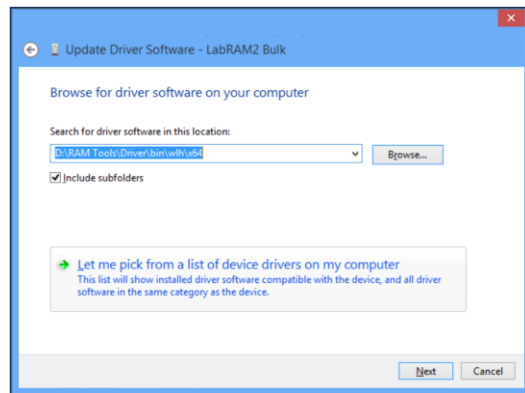 Update Driver Software - LabRAM2 Bulk
Browse for driver software on your computer
Search for driver software in this location:
D:\RAM Tools\Driver\bin\wlh\x64
Browse...
Include subfolders
Let me pick from a list of device drivers on my computer
This list will show installed driver software compatible with the device, and all driver
software in the same category as the device.
Next
Cancel